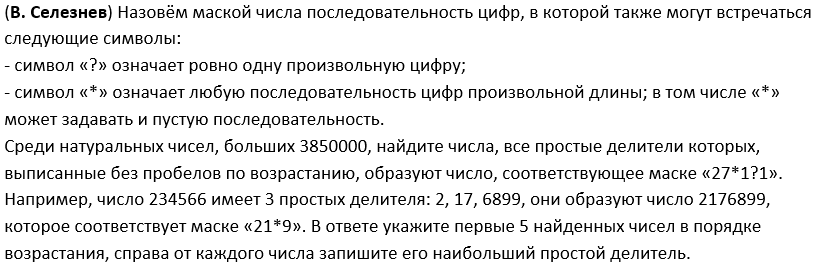 (В. Селезнев) Назовём маской числа последовательность цифр, в которой также могут встречаться
следующие символы:
- символ «?» означает ровно одну произвольную цифру;
- символ «*» означает любую последовательность цифр произвольной длины; в том числе «*»
может задавать и пустую последовательность.
Среди натуральных чисел, больших 3850000, найдите числа, все простые делители которых,
выписанные без пробелов по возрастанию, образуют число, соответствующее маске «27*1?1».
Например, число 234566 имеет 3 простых делителя: 2, 17, 6899, они образуют число 2176899,
которое соответствует маске «21*9». В ответе укажите первые 5 найденных чисел в порядке
возрастания, справа от каждого числа запишите его наибольший простой делитель.